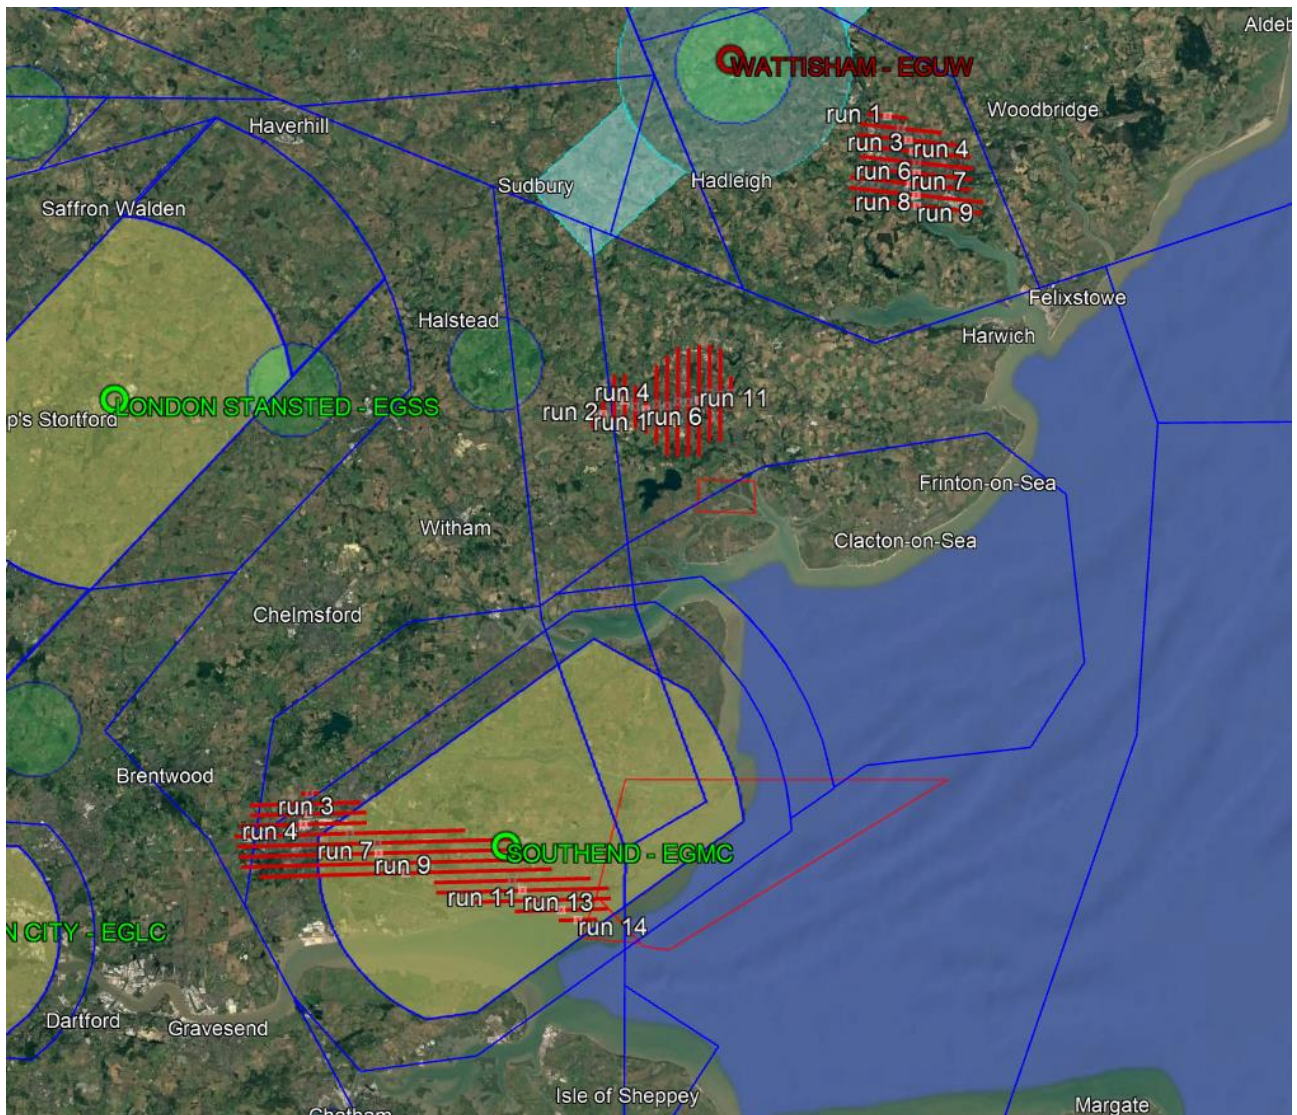 Aldeb
WATTISHAM - EGUW
Woodbridge
run 1
Haverhill
run 3
run 4
Sudbury
Hadleigh
run 6
run 7
Saffron Walden
run 8
run 9
Felixstowe
Halstead
Harwich
run 4
run 11
LONDON STANSTED - EGSS
run 2
run 1
run 6
p's Stortford
Frinton-on-Sea
Witham
Clacton-on-Sea
Chelmsford
Brentwood
run 3
run 4
run 7
SOUTHEND - EGMC
run 9
run 11
run 13
run 14
N CITY - EGLC
Dartford
Gravesend
Isle of Sheppey
Margate
Chatham